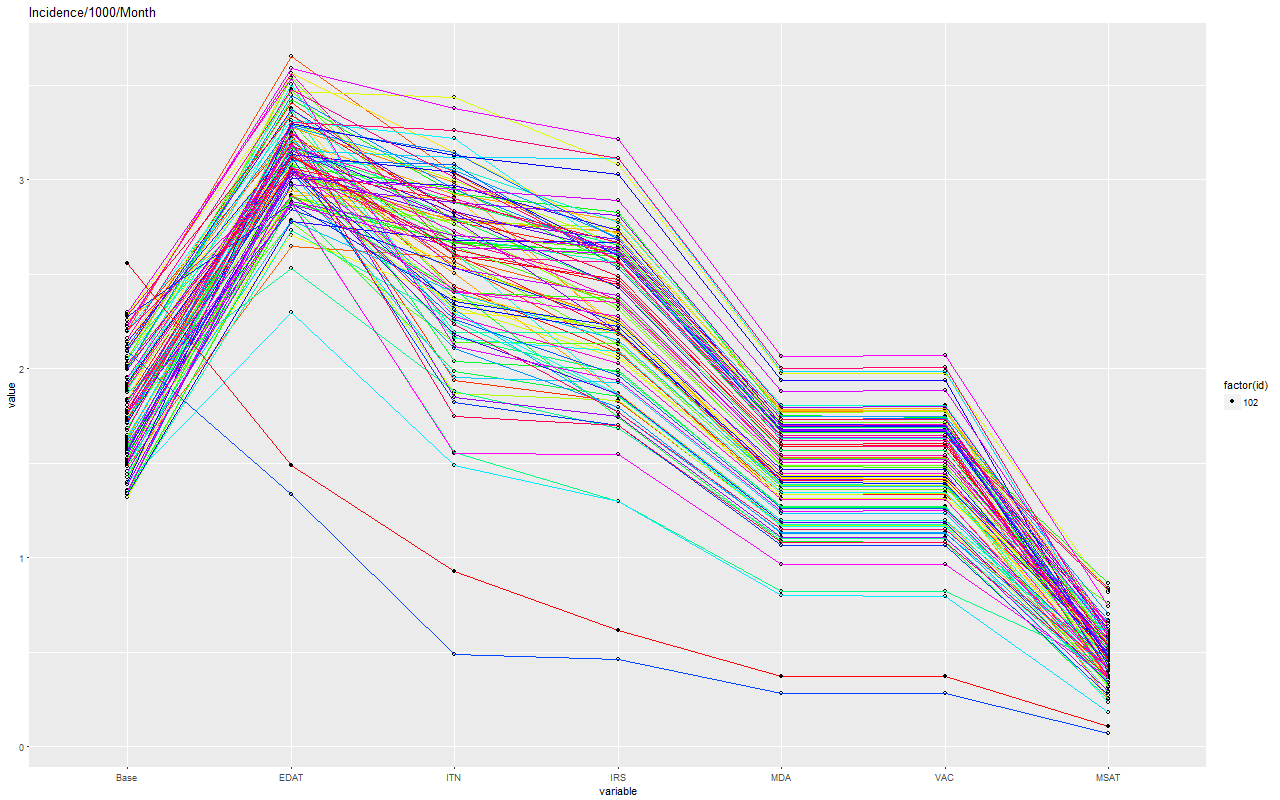 Incidence/1000/Month
3
2
1
0
value
Base EDAT ITN IRS MDA VAC MSAT
variable
factor(id)
102